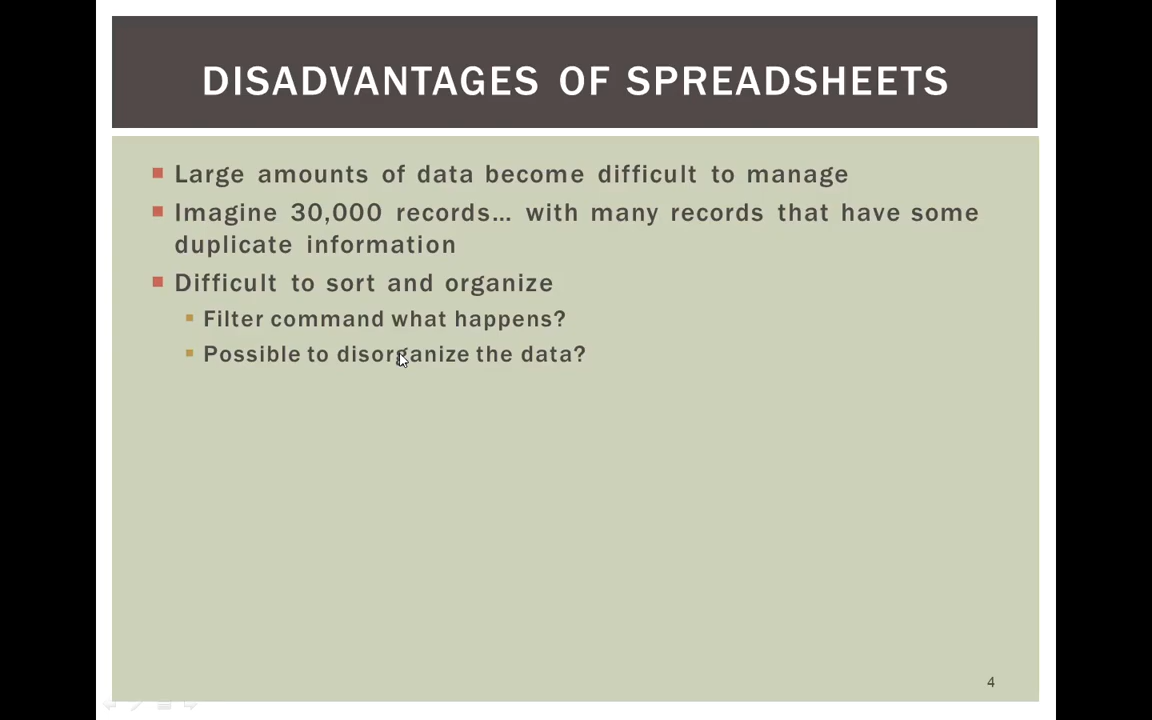 DISADVANTAGES OF SPREADSHEETS
Large amounts of data become difficult to manage
Imagine 30,000 records... with many records that have some
duplicate information
Difficult to sort and organize
Filter command what happens?
Possible to disorganize the data?
4